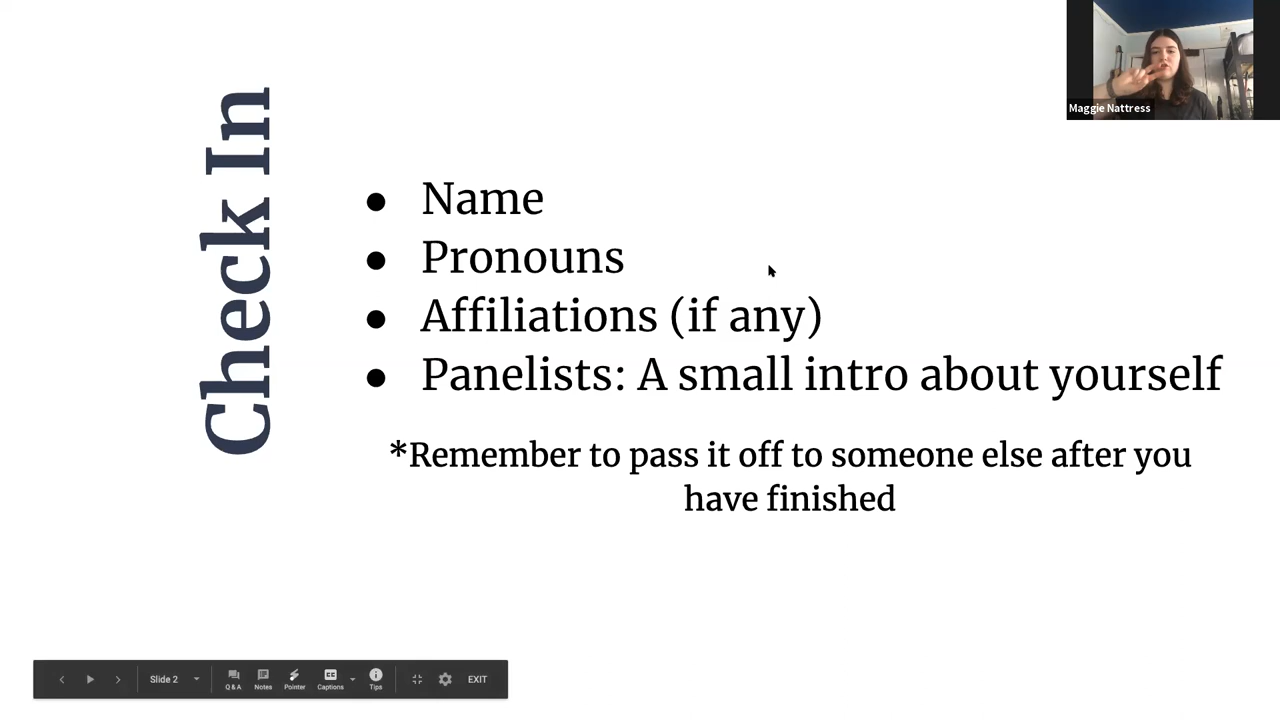 Maggie Nattress
Check In
● Name
● Pronouns
● Affiliations (if any)
● Panelists: A small intro about yourself
*Remember to pass it off to someone else after you
have finished
Slide 2
Q & A
Notes
Pointer
Captions
Tips
EXIT